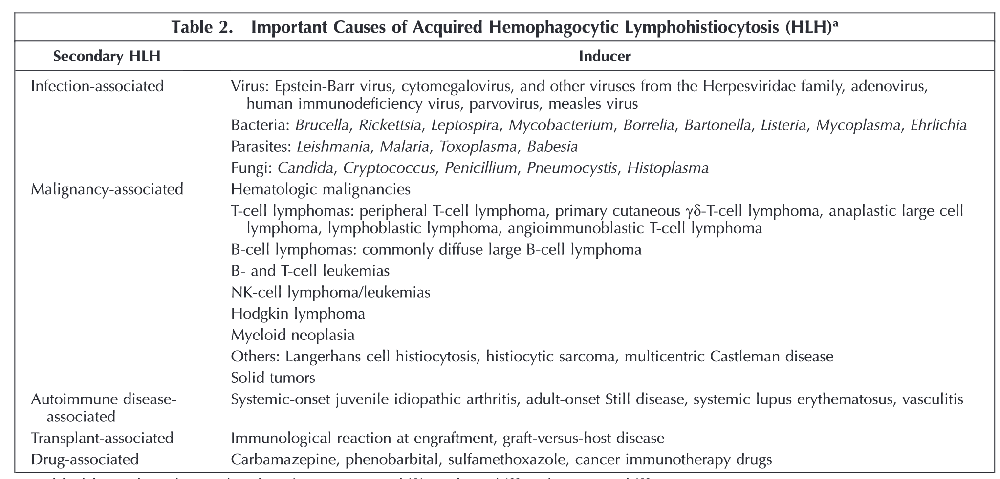 Table 2. Important Causes of Acquired Hemophagocytic Lymphohistiocytosis (HLH)ᵃ
Secondary HLH Inducer
Infection-associated Virus: Epstein-Barr virus, cytomegalovirus, and other viruses from the Herpesviridae family, adenovirus,
human immunodeficiency virus, parvovirus, measles virus
Bacteria: Brucella, Rickettsia, Leptospira, Mycobacterium, Borrelia, Bartonella, Listeria, Mycoplasma, Ehrlichia
Parasites: Leishmania, Malaria, Toxoplasma, Babesia
Fungi: Candida, Cryptococcus, Penicillium, Pneumocystis, Histoplasma
Malignancy-associated Hematologic malignancies
T-cell lymphomas: peripheral T-cell lymphoma, primary cutaneous γδ-T-cell lymphoma, anaplastic large cell
lymphoma, lymphoblastic lymphoma, angioimmunoblastic T-cell lymphoma
B-cell lymphomas: commonly diffuse large B-cell lymphoma
B- and T-cell leukemias
NK-cell lymphoma/leukemias
Hodgkin lymphoma
Myeloid neoplasia
Others: Langerhans cell histiocytosis, histiocytic sarcoma, multicentric Castleman disease
Solid tumors
Autoimmune disease- Systemic-onset juvenile idiopathic arthritis, adult-onset Still disease, systemic lupus erythematosus, vasculitis
associated
Transplant-associated Immunological reaction at engraftment, graft-versus-host disease
Drug-associated Carbamazepine, phenobarbital, sulfamethoxazole, cancer immunotherapy drugs